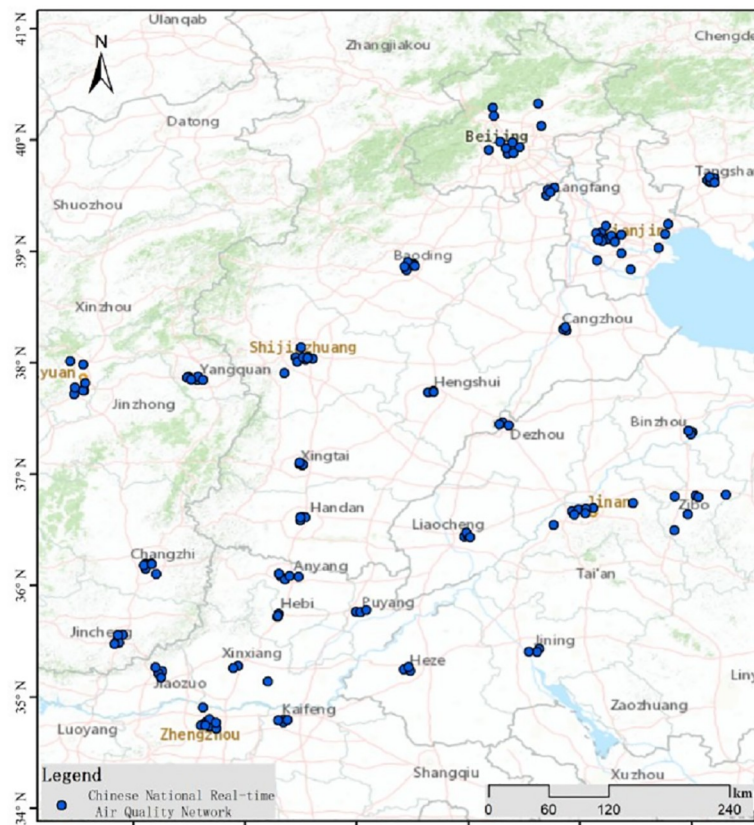 Ulanqab
41° N
Zhangjiakou
Chengde
N
Datong
40° N
Beijing
Tangsha
Langfang
Shuozhou
39° N
Tianjin
Baoding
Xinzhou
Cangzhou
38° N
Shijiazhuang
yuan
Yangquan
Hengshui
Jinzhong
Binzhou
Dezhou
37° N
Xingtai
Handan
Jinan
Zibo
Liaocheng
Changzhi
36° N
Anyang
Tai'an
Hebi
Puyang
Jincheng
Xinxiang
Heze
Jining
35° N
Jiaozuo
Kaifeng
Zaozhuang
Liny
Luoyang
Zhengzhou
Legend
Chinese National Real-time
Air Quality Network
Shangqiu
Xuzhou
km
0 60 120 240
34° N